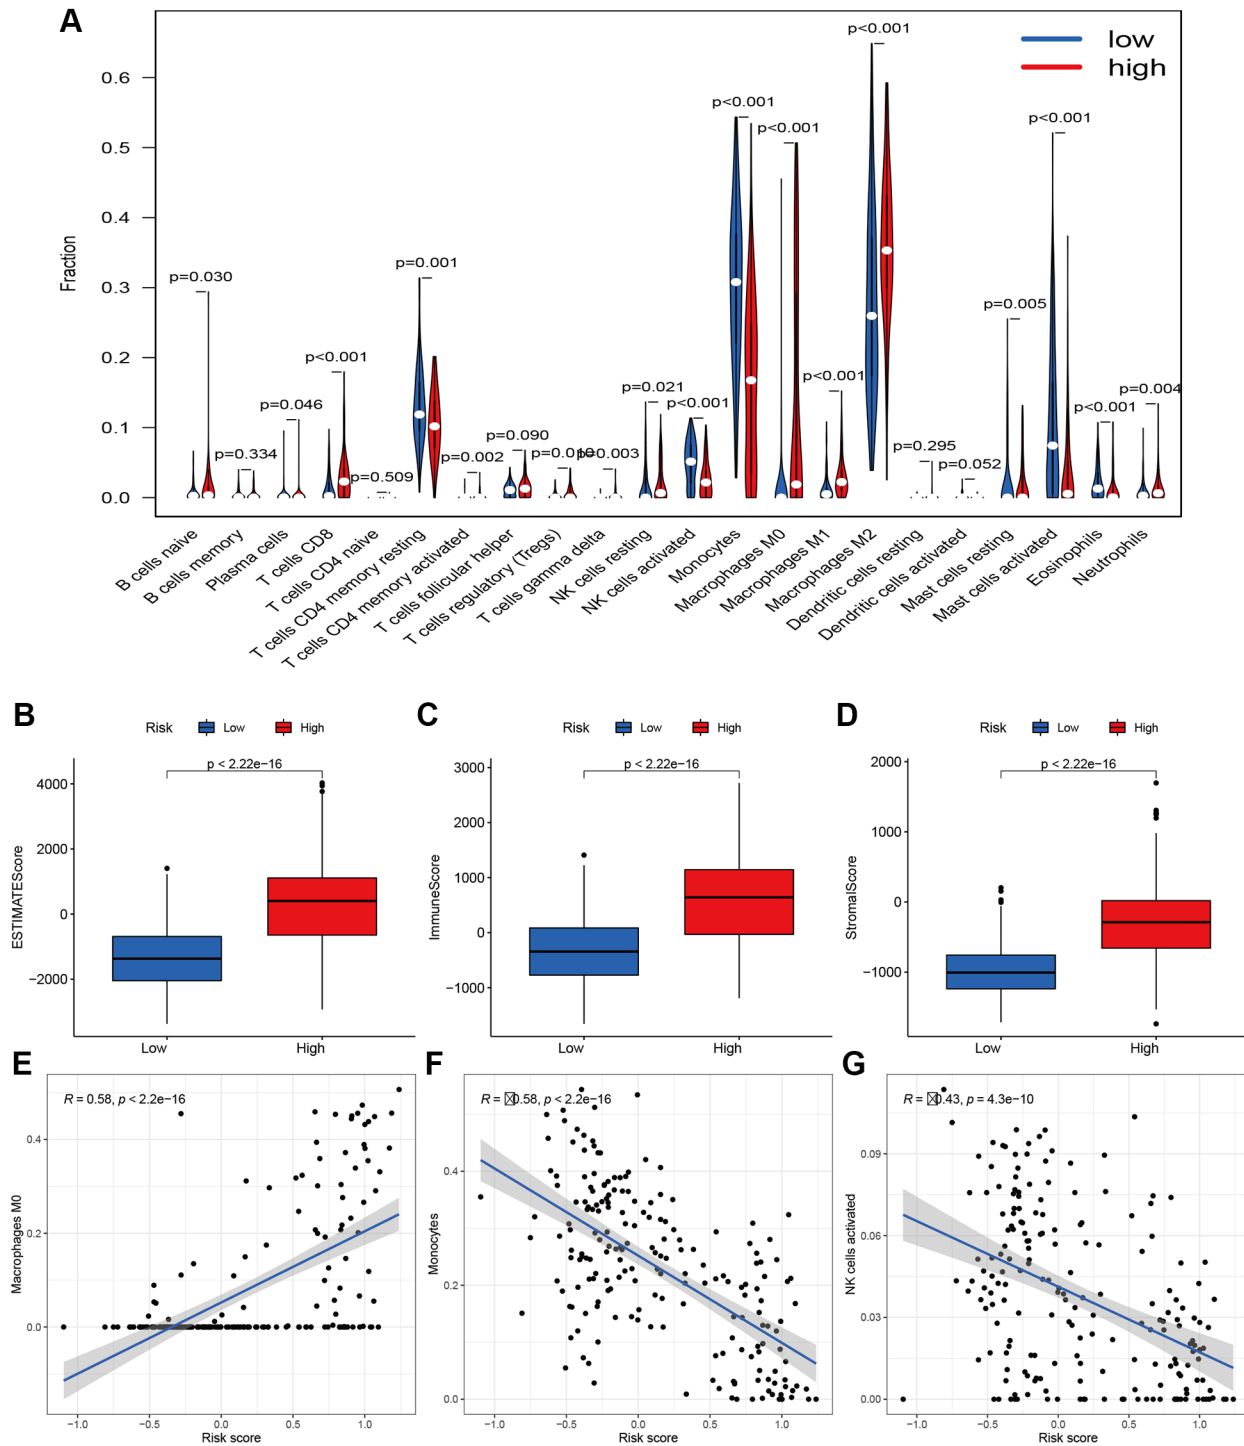 A
low
high
Fraction
0.6
0.5
0.4
0.3
0.2
0.1
0.0
p=0.030
p=0.334
p=0.046
p<0.001
p=0.509
p=0.001
p=0.002
p=0.090
p=0.010
p=0.003
p=0.021
p<0.001
p<0.001
p<0.001
p<0.001
p<0.001
p=0.295
p=0.052
p=0.005
p<0.001
p<0.001
p=0.004
B cells naive
B cells memory
Plasma cells
T cells CD8
T cells CD4 naive
T cells CD4 memory resting
T cells CD4 memory activated
T cells follicular helper
T cells regulatory (Tregs)
T cells gamma delta
NK cells resting
NK cells activated
Monocytes
Macrophages M0
Macrophages M1
Macrophages M2
Dendritic cells resting
Dendritic cells activated
Mast cells resting
Mast cells activated
Eosinophils
Neutrophils
B
Risk Low High
p < 2.22e−16
ESTIMATEScore
4000
2000
0
−2000
Low High
C
Risk Low High
p < 2.22e−16
ImmuneScore
3000
2000
1000
0
−1000
Low High
D
Risk Low High
p < 2.22e−16
StromalScore
2000
1000
0
−1000
Low High
E
R = 0.58, p < 2.2e−16
Macrophages M0
0.4
0.2
0.0
−1.0 −0.5 0.0 0.5 1.0
Risk score
F
R = 0.58, p < 2.2e−16
Monocytes
0.4
0.2
0.0
−1.0 −0.5 0.0 0.5 1.0
Risk score
G
R = 0.43, p = 4.3e−10
NK cells activated
0.09
0.06
0.03
0.00
−1.0 −0.5 0.0 0.5 1.0
Risk score